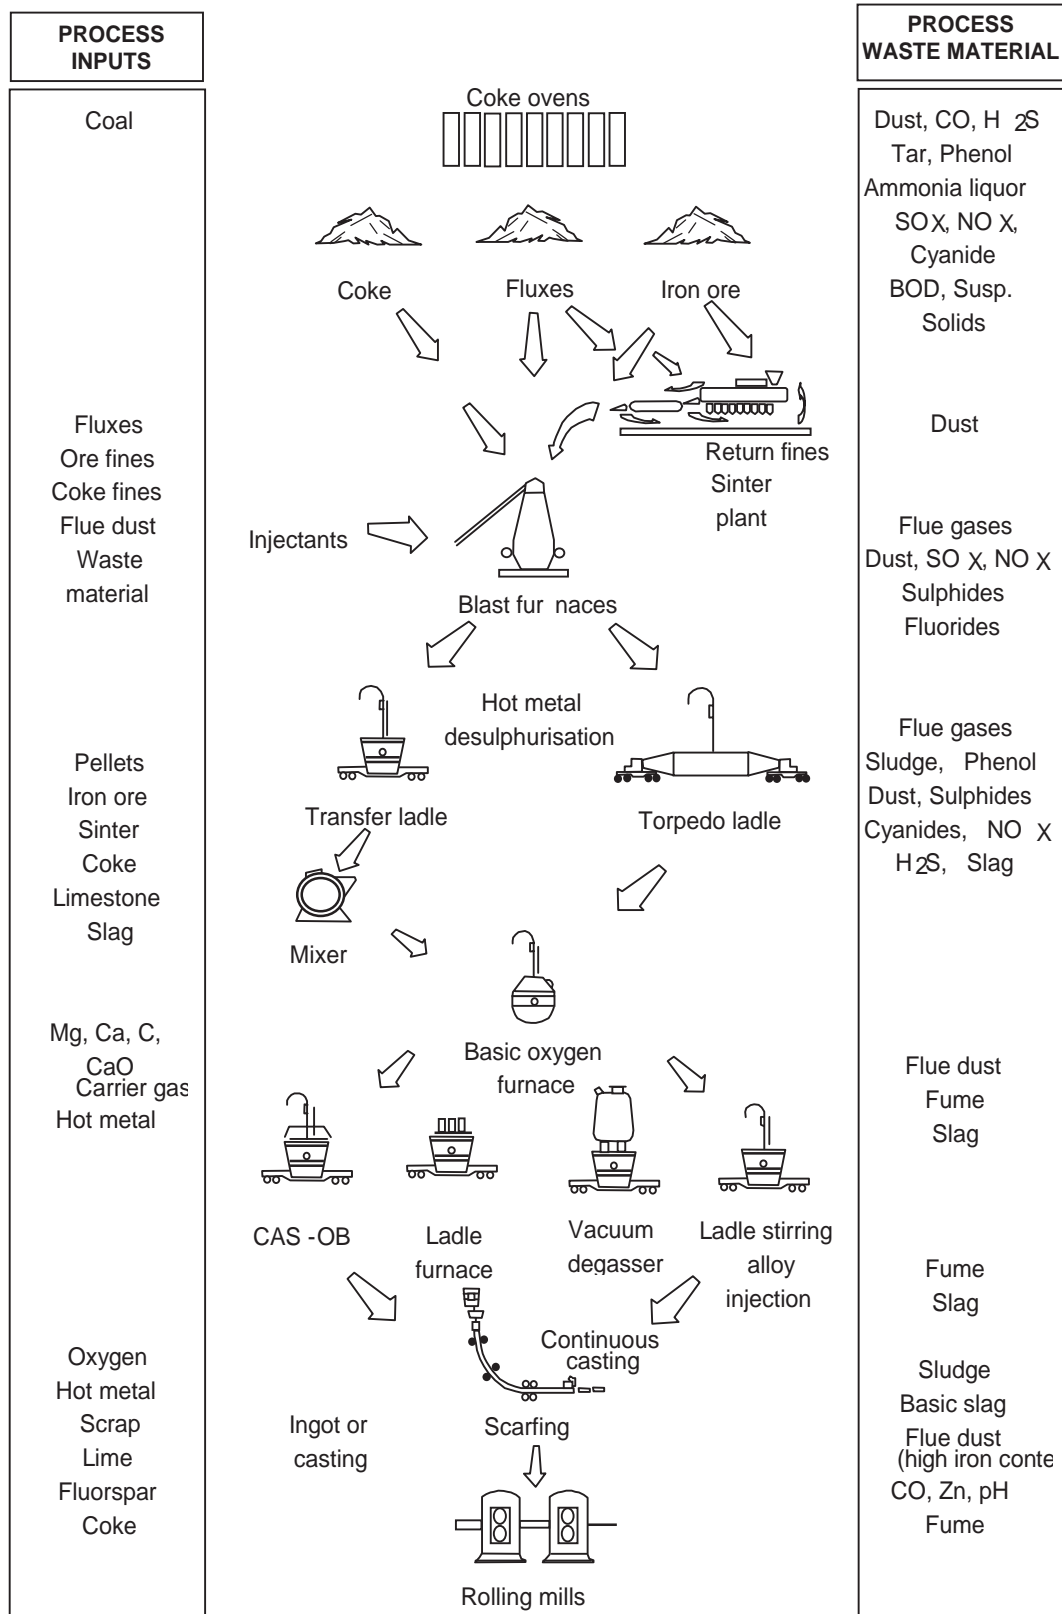 PROCESS
INPUTS
Coal
Fluxes
Ore fines
Coke fines
Flue dust
Waste
material
Pellets
Iron ore
Sinter
Coke
Limestone
Slag
Mg, Ca, C,
CaO
Carrier gas
Hot metal
Oxygen
Hot metal
Scrap
Lime
Fluorspar
Coke
Coke ovens
Coke
Fluxes
Iron ore
Return fines
Sinter
plant
Injectants
Blast fur naces
Hot metal
desulphurisation
Transfer ladle
Torpedo ladle
Mixer
Basic oxygen
furnace
CAS -OB
Ladle
furnace
Vacuum
degasser
Ladle stirring
alloy
injection
Continuous
casting
Ingot or
casting
Scarfing
Rolling mills
PROCESS
WASTE MATERIAL
Dust, CO, H 2S
Tar, Phenol
Ammonia liquor
SO X, NO X,
Cyanide
BOD, Susp.
Solids
Dust
Flue gases
Dust, SO X, NO X
Sulphides
Fluorides
Flue gases
Sludge, Phenol
Dust, Sulphides
Cyanides, NO X
H2S, Slag
Flue dust
Fume
Slag
Fume
Slag
Sludge
Basic slag
Flue dust
(high iron conte
CO, Zn, pH
Fume